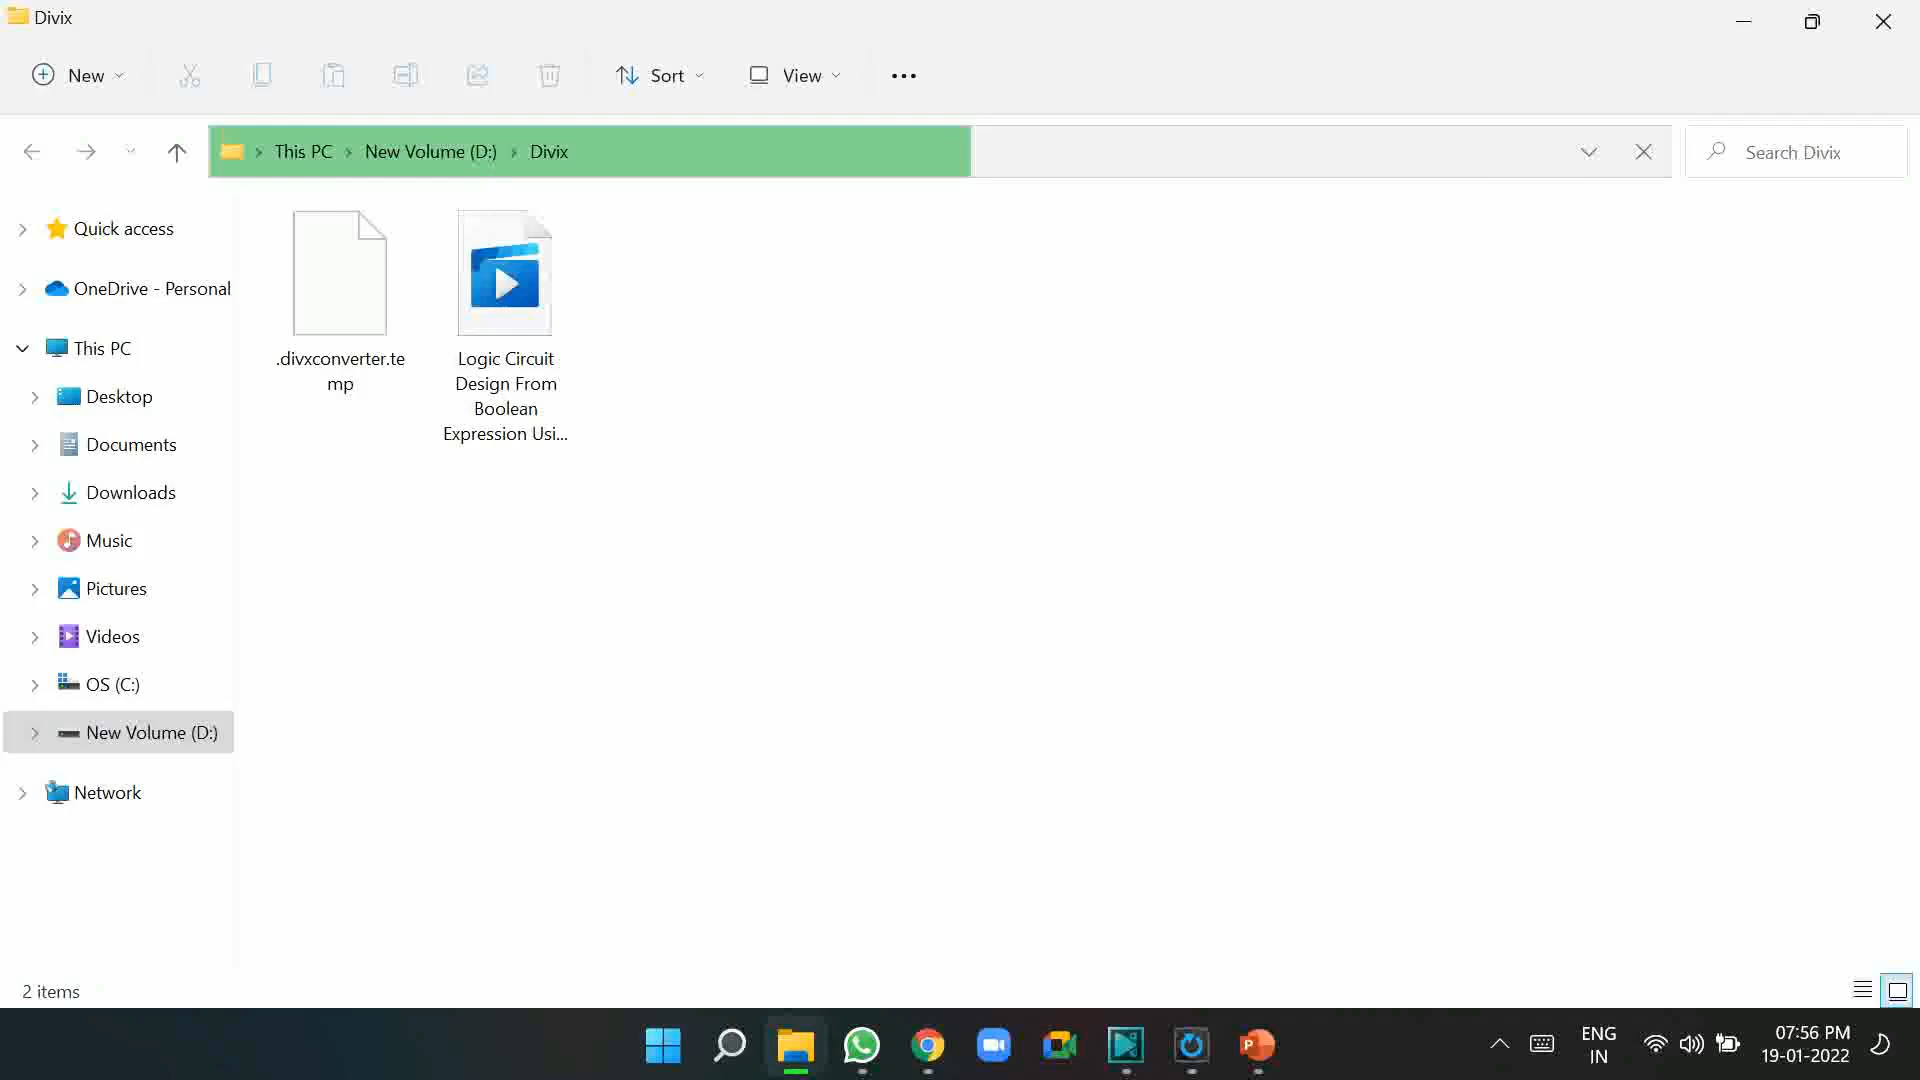 Divix
New
Sort
View
This PC
New Volume (D:)
Divix
Search Divix
Quick access
OneDrive - Personal
This PC
Desktop
Documents
Downloads
Music
Pictures
Videos
OS (C:)
New Volume (D:)
Network
.divxconverter.te
mp
Logic Circuit
Design From
Boolean
Expression Usi...
2 items
ENG
IN
07:56 PM
19-01-2022